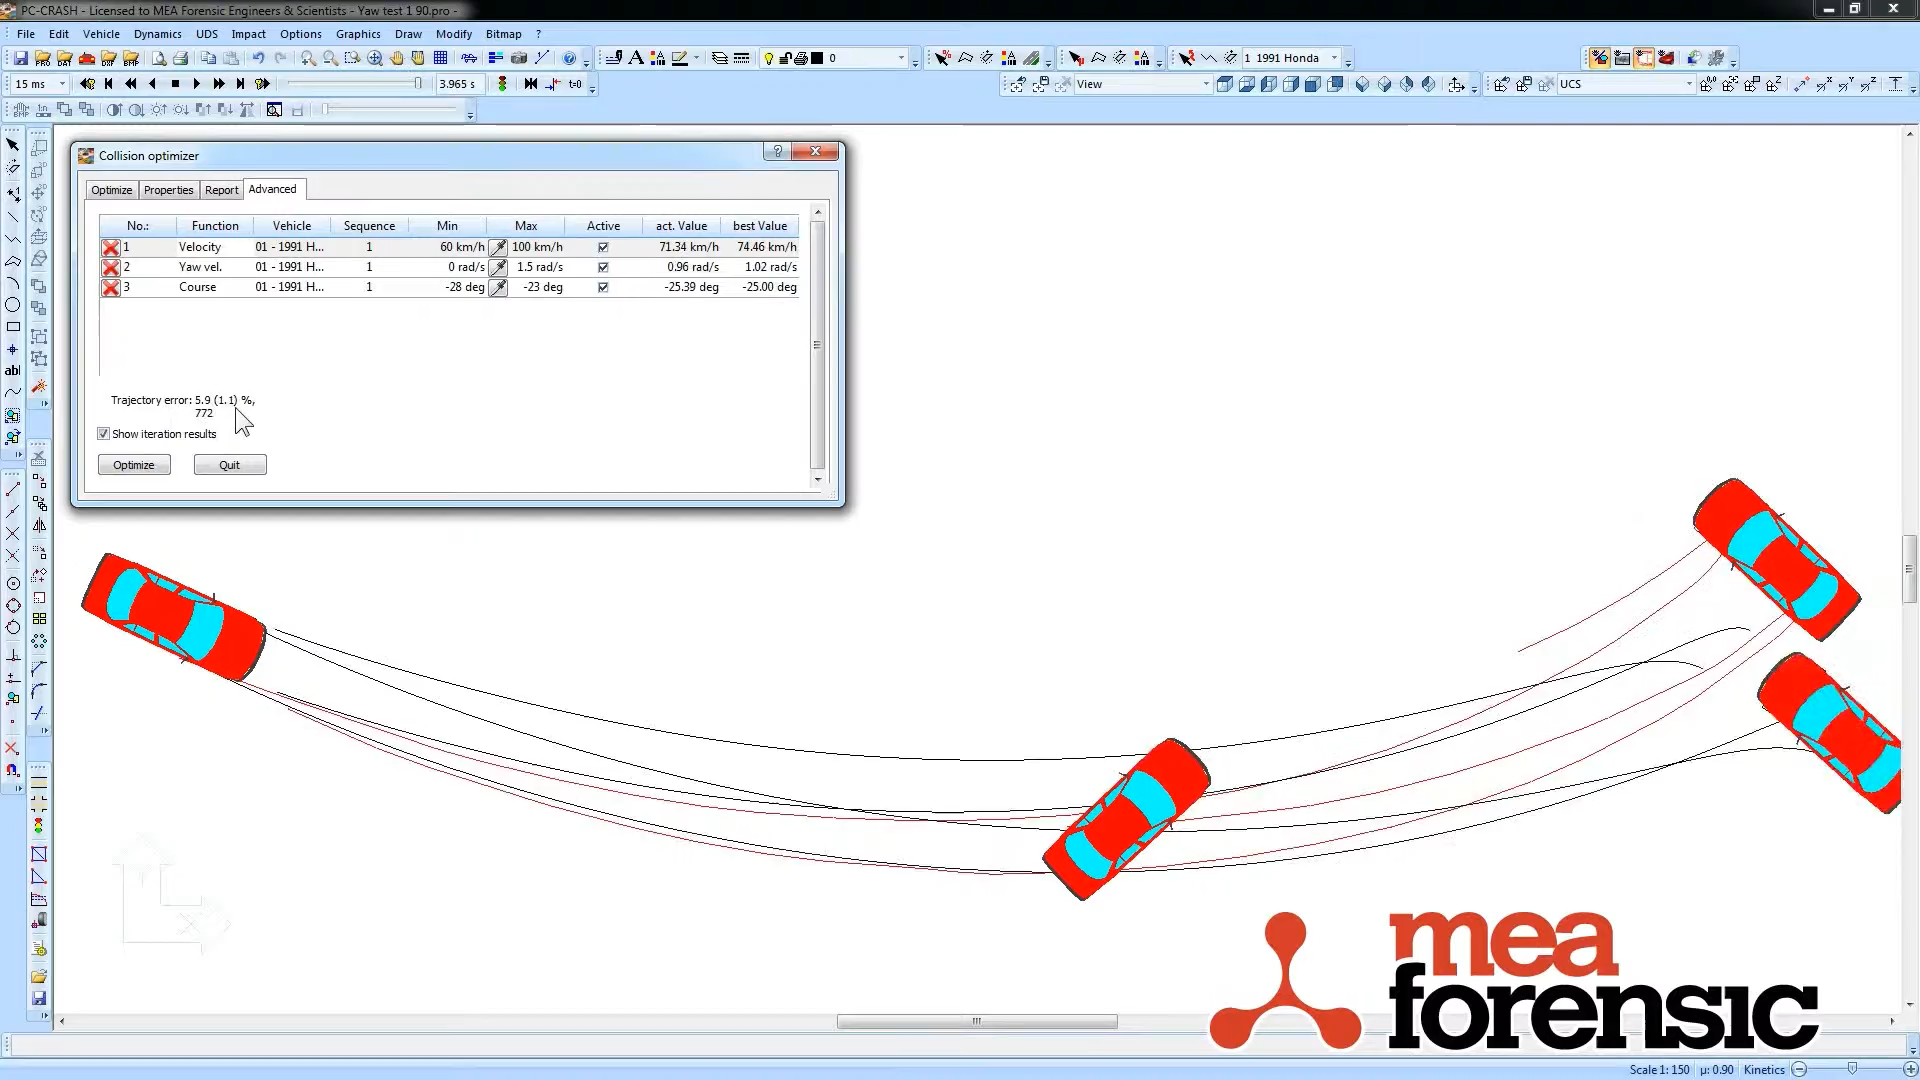 PC-CRASH - Licensed to MEA Forensic Engineers & Scientists - Yaw test 1 90.pro -
File Edit Vehicle Dynamics UDS Impact Options Graphics Draw Modify Bitmap ?
0
1 1991 Honda
15 ms
3.965 s
t=0
View
UCS
Collision optimizer
Optimize Properties Report Advanced
No.: Function Vehicle Sequence Min Max Active act. Value best Value
1 Velocity 01 - 1991 H... 1 60 km/h 100 km/h 71.34 km/h 74.46 km/h
2 Yaw vel. 01 - 1991 H... 1 0 rad/s 1.5 rad/s 0.96 rad/s 1.02 rad/s
3 Course 01 - 1991 H... 1 -28 deg -23 deg -25.39 deg -25.00 deg
Trajectory error: 5.9 (1.1) %,
772
Show iteration results
Optimize Quit
mea
forensic
Scale 1: 150 µ: 0.90 Kinetics